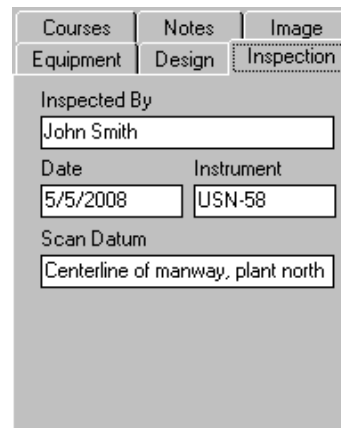 Courses Notes Image
Equipment Design Inspection
Inspected By
John Smith
Date Instrument
5/5/2008 USN-58
Scan Datum
Centerline of manway, plant north